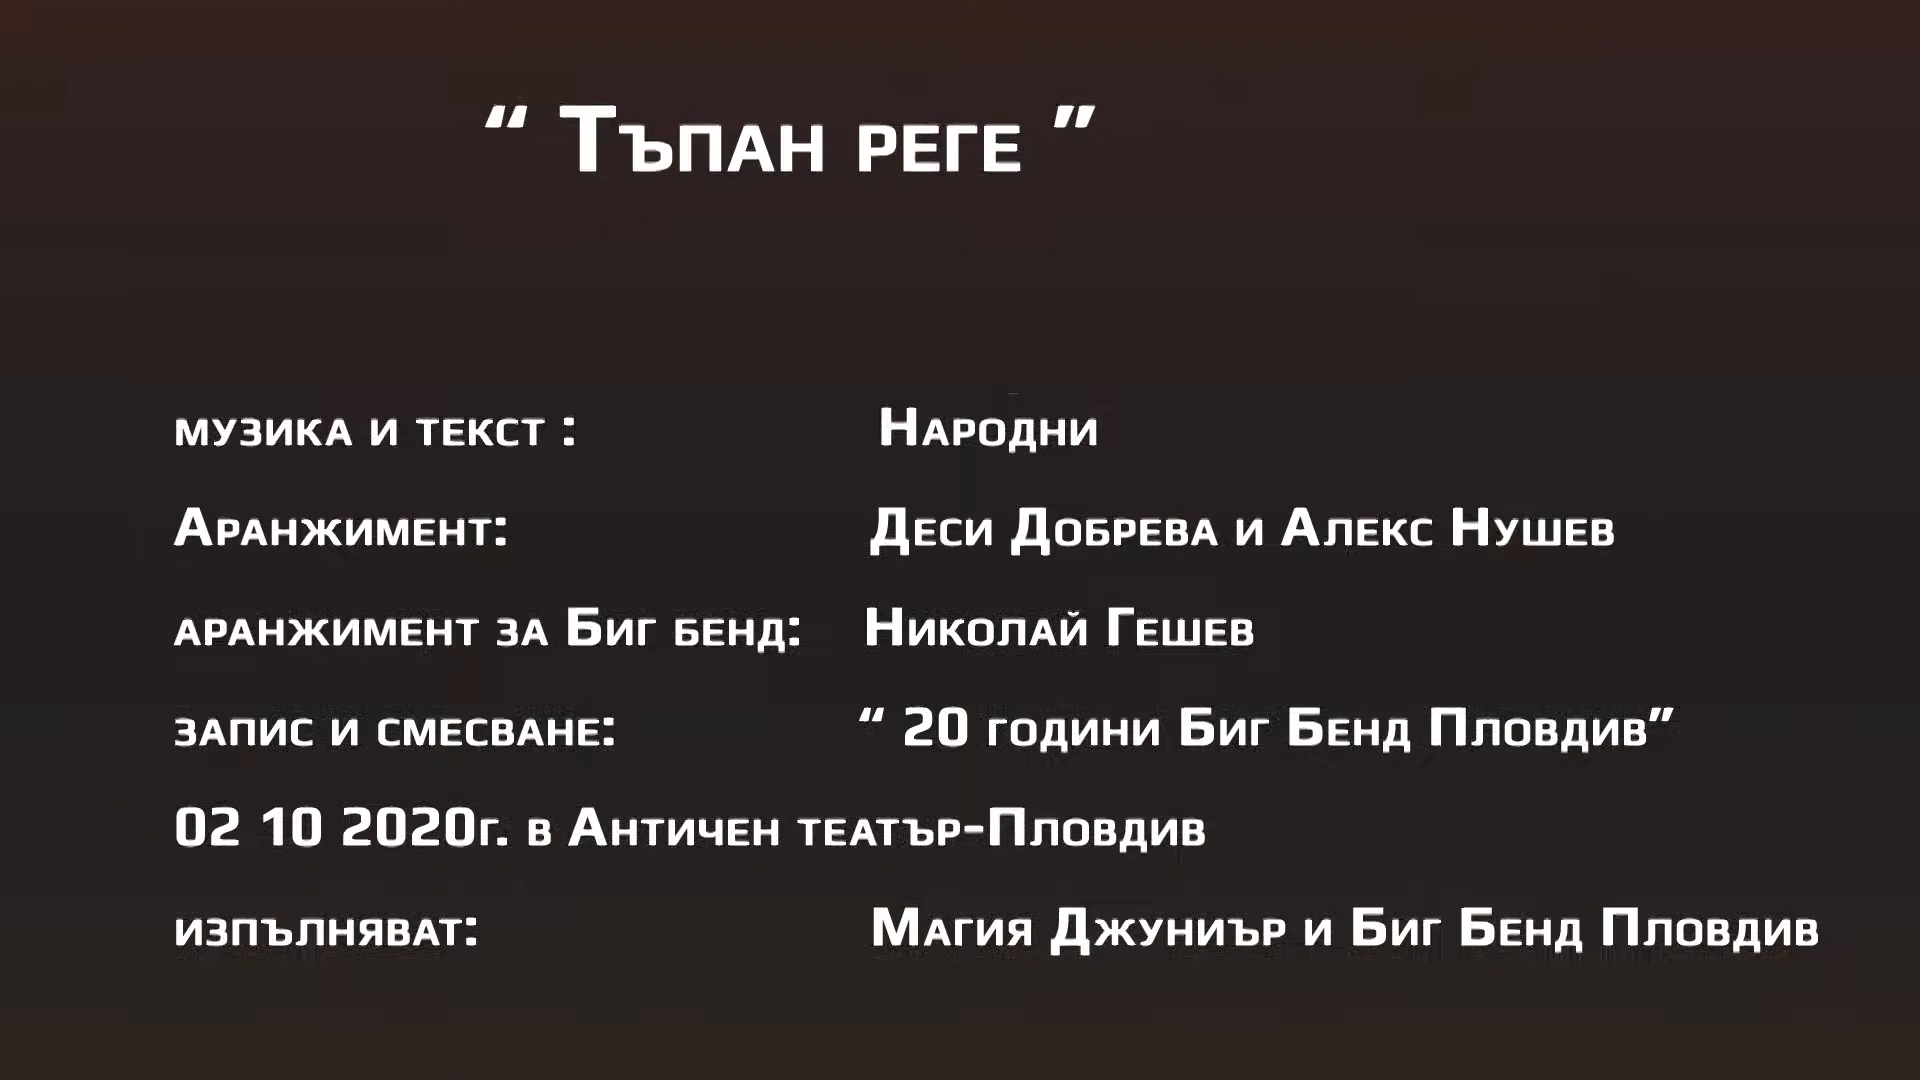 “ Тъпан реге ”
музика и текст : Народни
Аранжимент: Деси Добрева и Алекс Нушев
аранжимент за Биг бенд: Николай Гешев
запис и смесване: “ 20 години Биг Бенд Пловдив”
02 10 2020г. в Античен театър-Пловдив
изпълняват: Магия Джуниър и Биг Бенд Пловдив